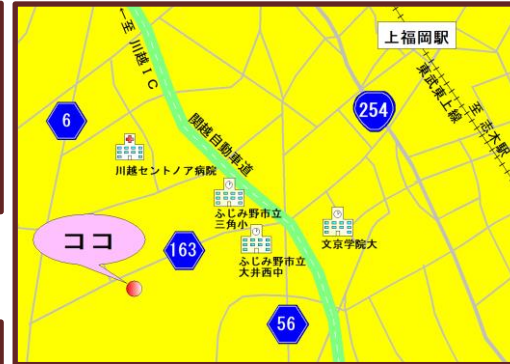 ←至 川越IC
上福岡駅
東武東上線
至 志木駅
254
6
関越自動車道
川越セントノア病院
ふじみ野市立
三角小
文京学院大
ココ
163
ふじみ野市立
大井西中
56